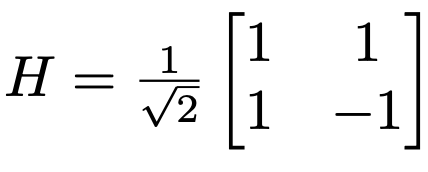 H = 1/√2 [1 1
1 -1]